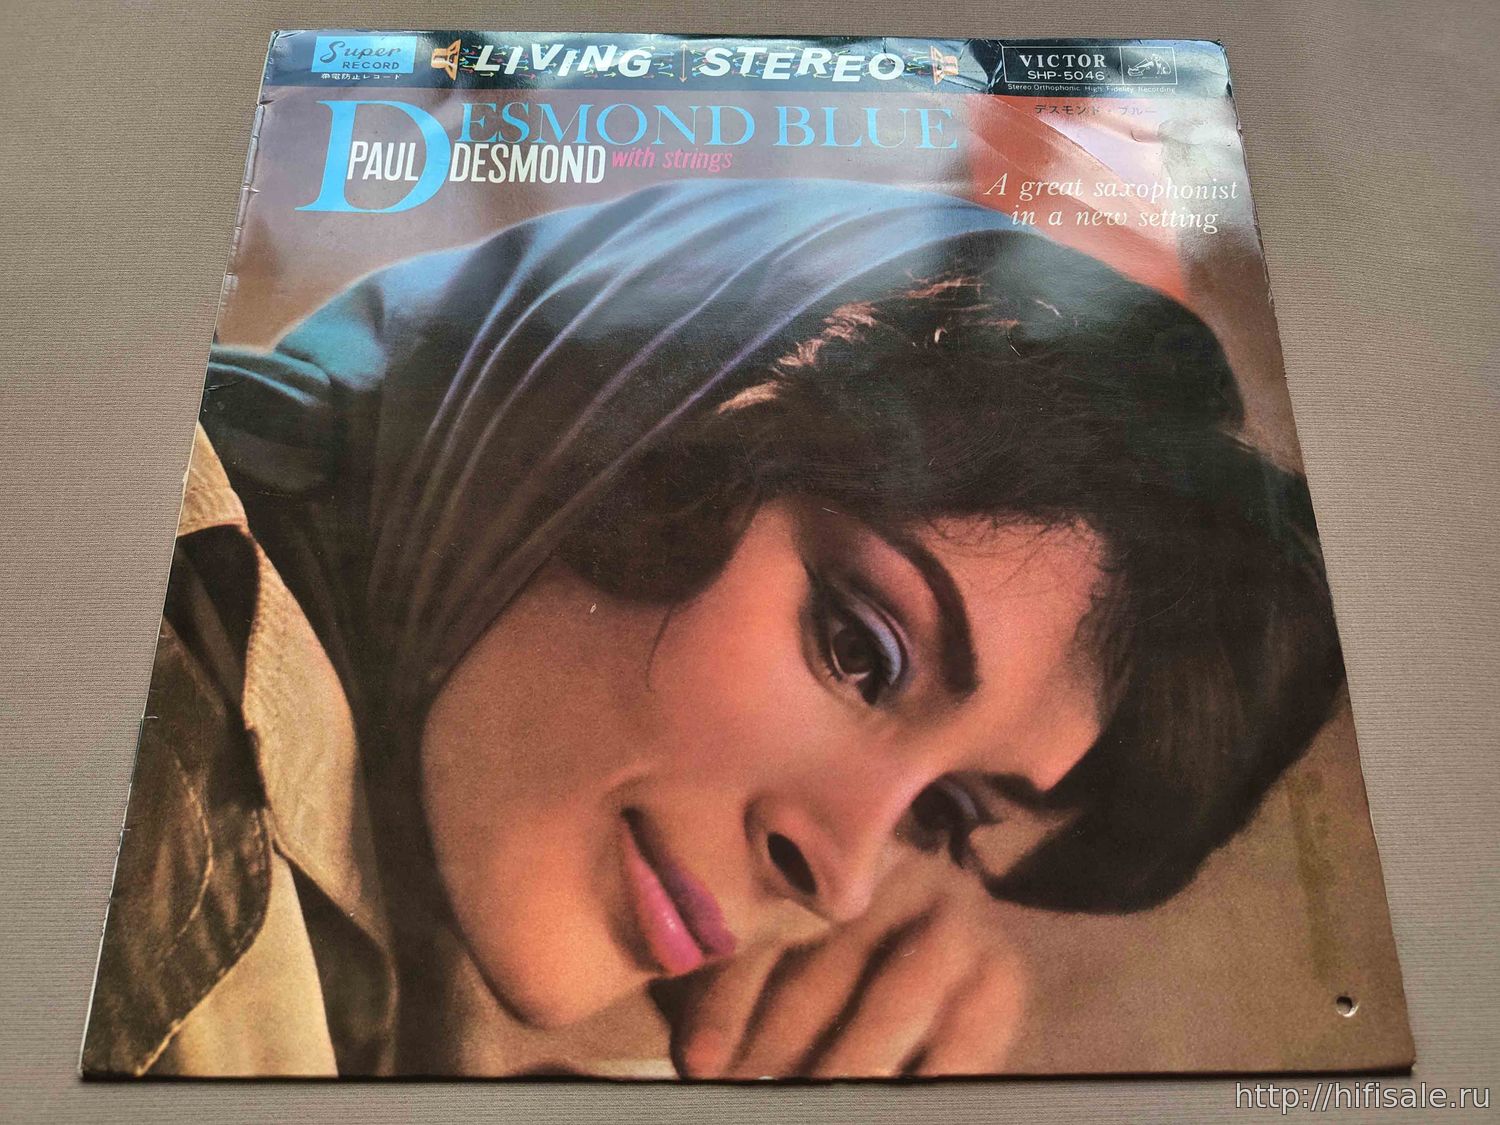 Super
RECORD
帯電防止レコード
LIVING STEREO
VICTOR
SHP-5046
Stereo-Orthophonic High Fidelity Recording
デスモンド・ブルー
DESMOND BLUE
PAUL DESMOND with strings
A great saxophonist
in a new setting
http://hifisale.ru